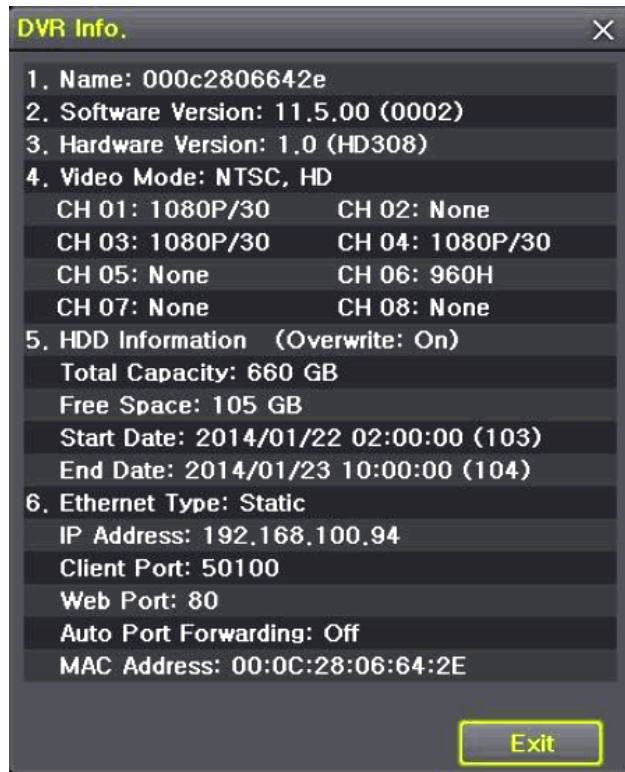 DVR Info.
1. Name: 000c2806642e
2. Software Version: 11.5.00 (0002)
3. Hardware Version: 1.0 (HD308)
4. Video Mode: NTSC, HD
CH 01: 1080P/30 CH 02: None
CH 03: 1080P/30 CH 04: 1080P/30
CH 05: None CH 06: 960H
CH 07: None CH 08: None
5. HDD Information (Overwrite: On)
Total Capacity: 660 GB
Free Space: 105 GB
Start Date: 2014/01/22 02:00:00 (103)
End Date: 2014/01/23 10:00:00 (104)
6. Ethernet Type: Static
IP Address: 192.168.100.94
Client Port: 50100
Web Port: 80
Auto Port Forwarding: Off
MAC Address: 00:0C:28:06:64:2E
Exit